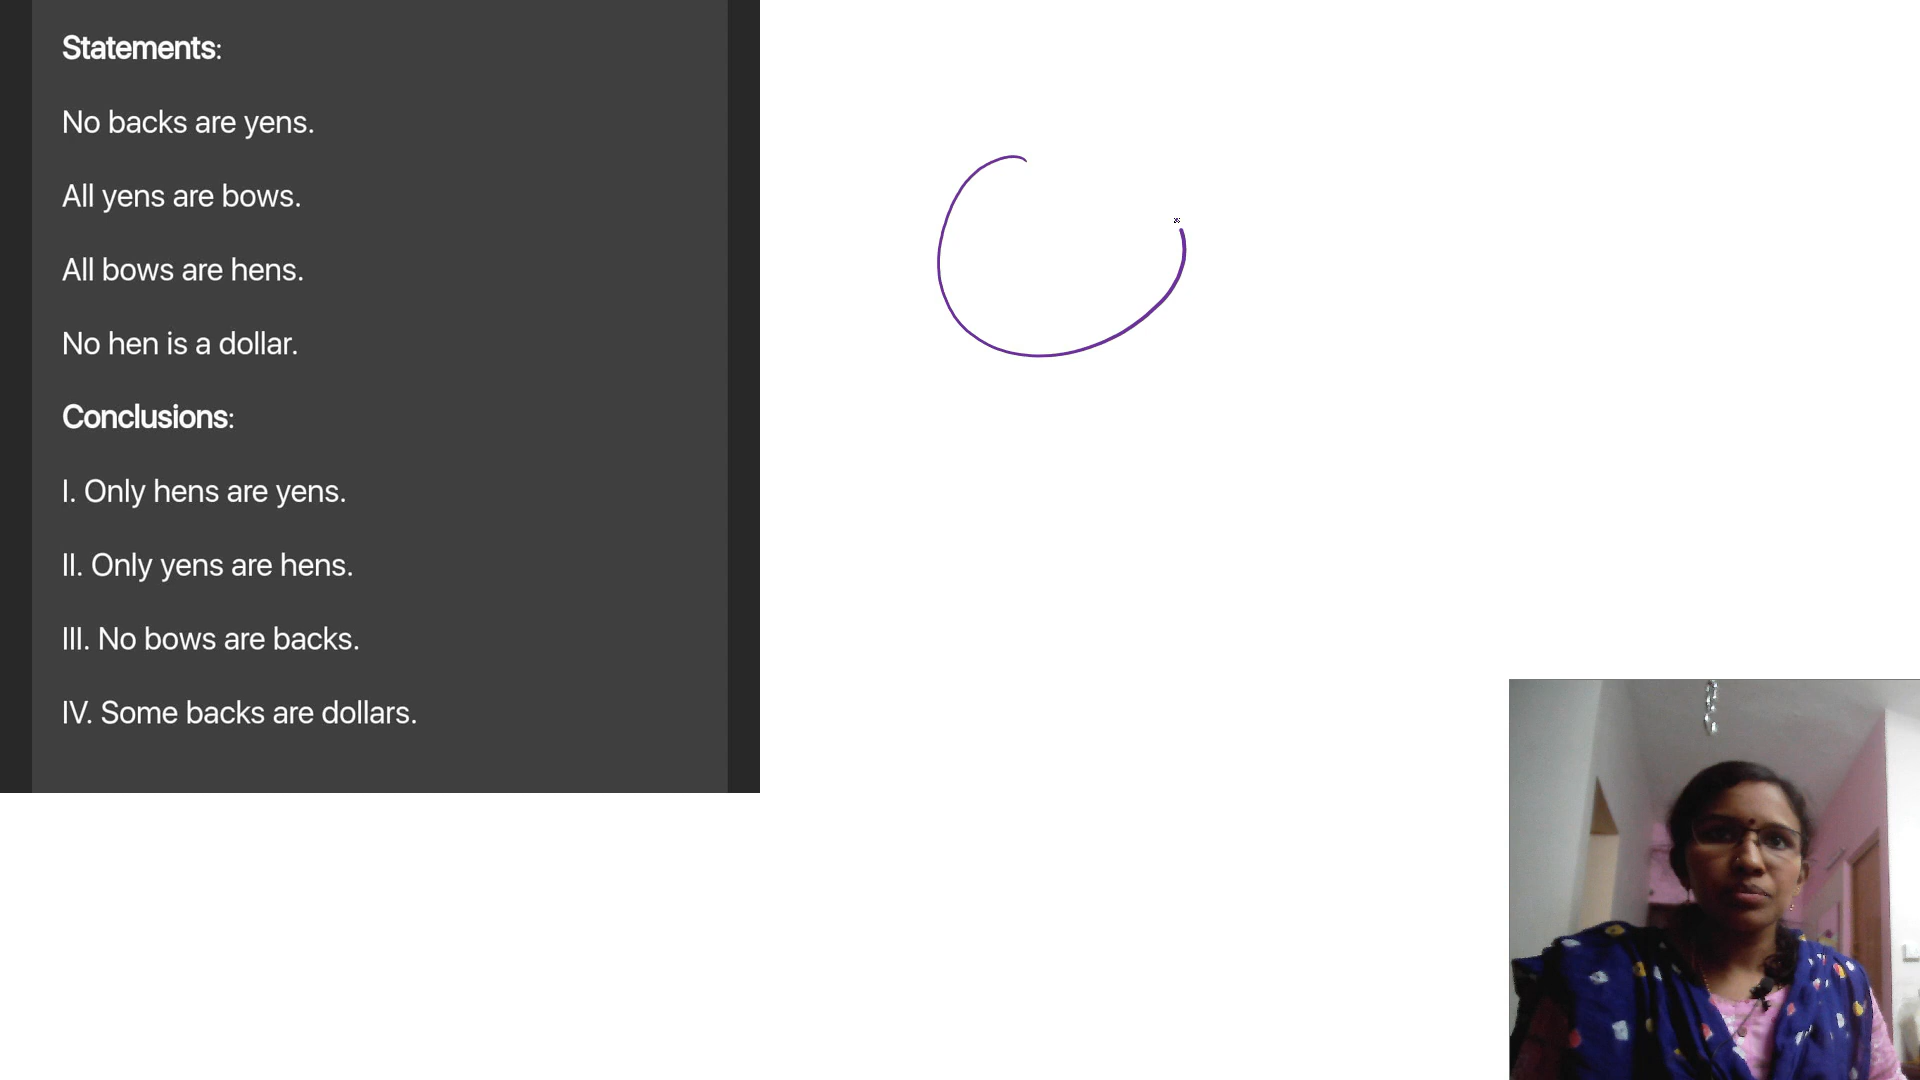 Statements:
No backs are yens.
All yens are bows.
All bows are hens.
No hen is a dollar.
Conclusions:
I. Only hens are yens.
II. Only yens are hens.
III. No bows are backs.
IV. Some backs are dollars.